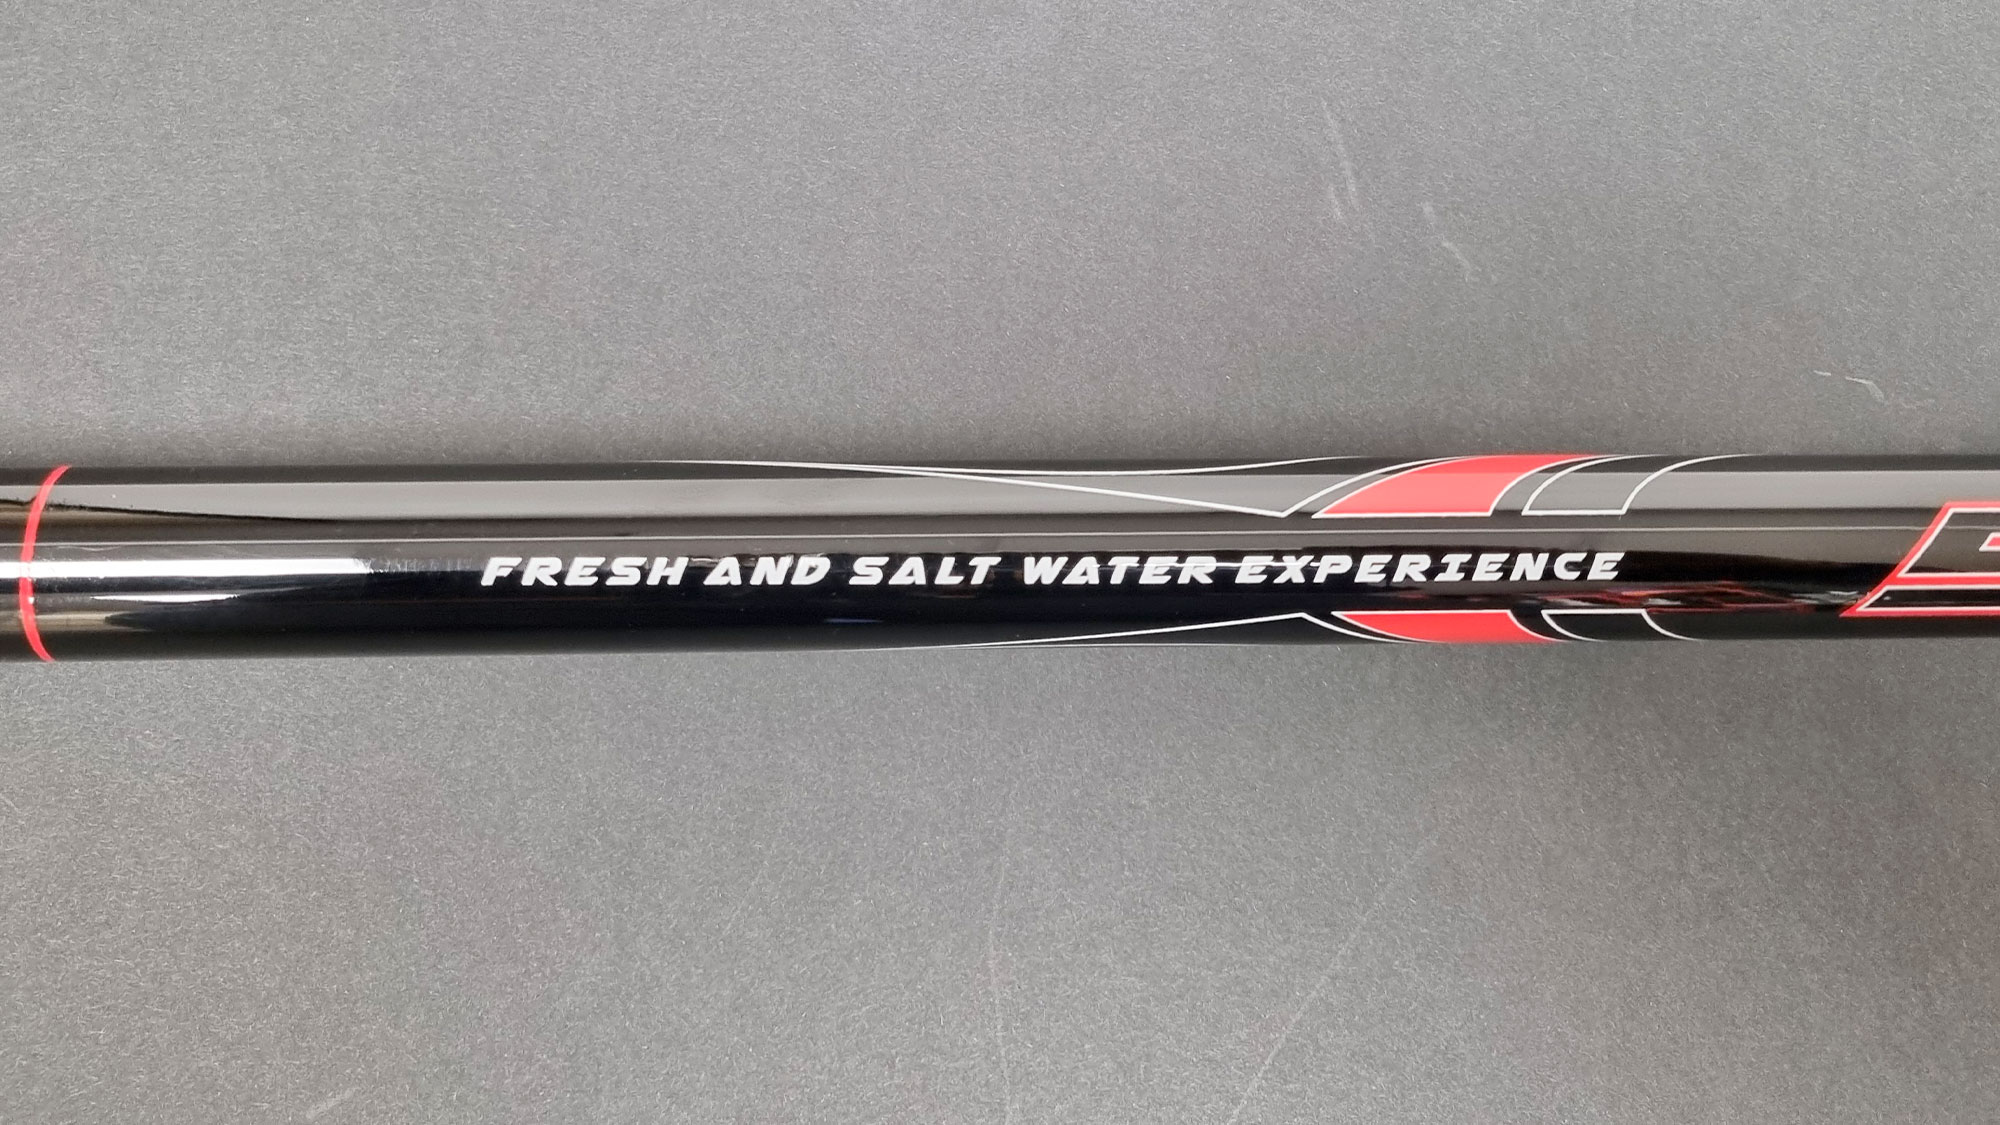 FRESH AND SALT WATER EXPERIENCE